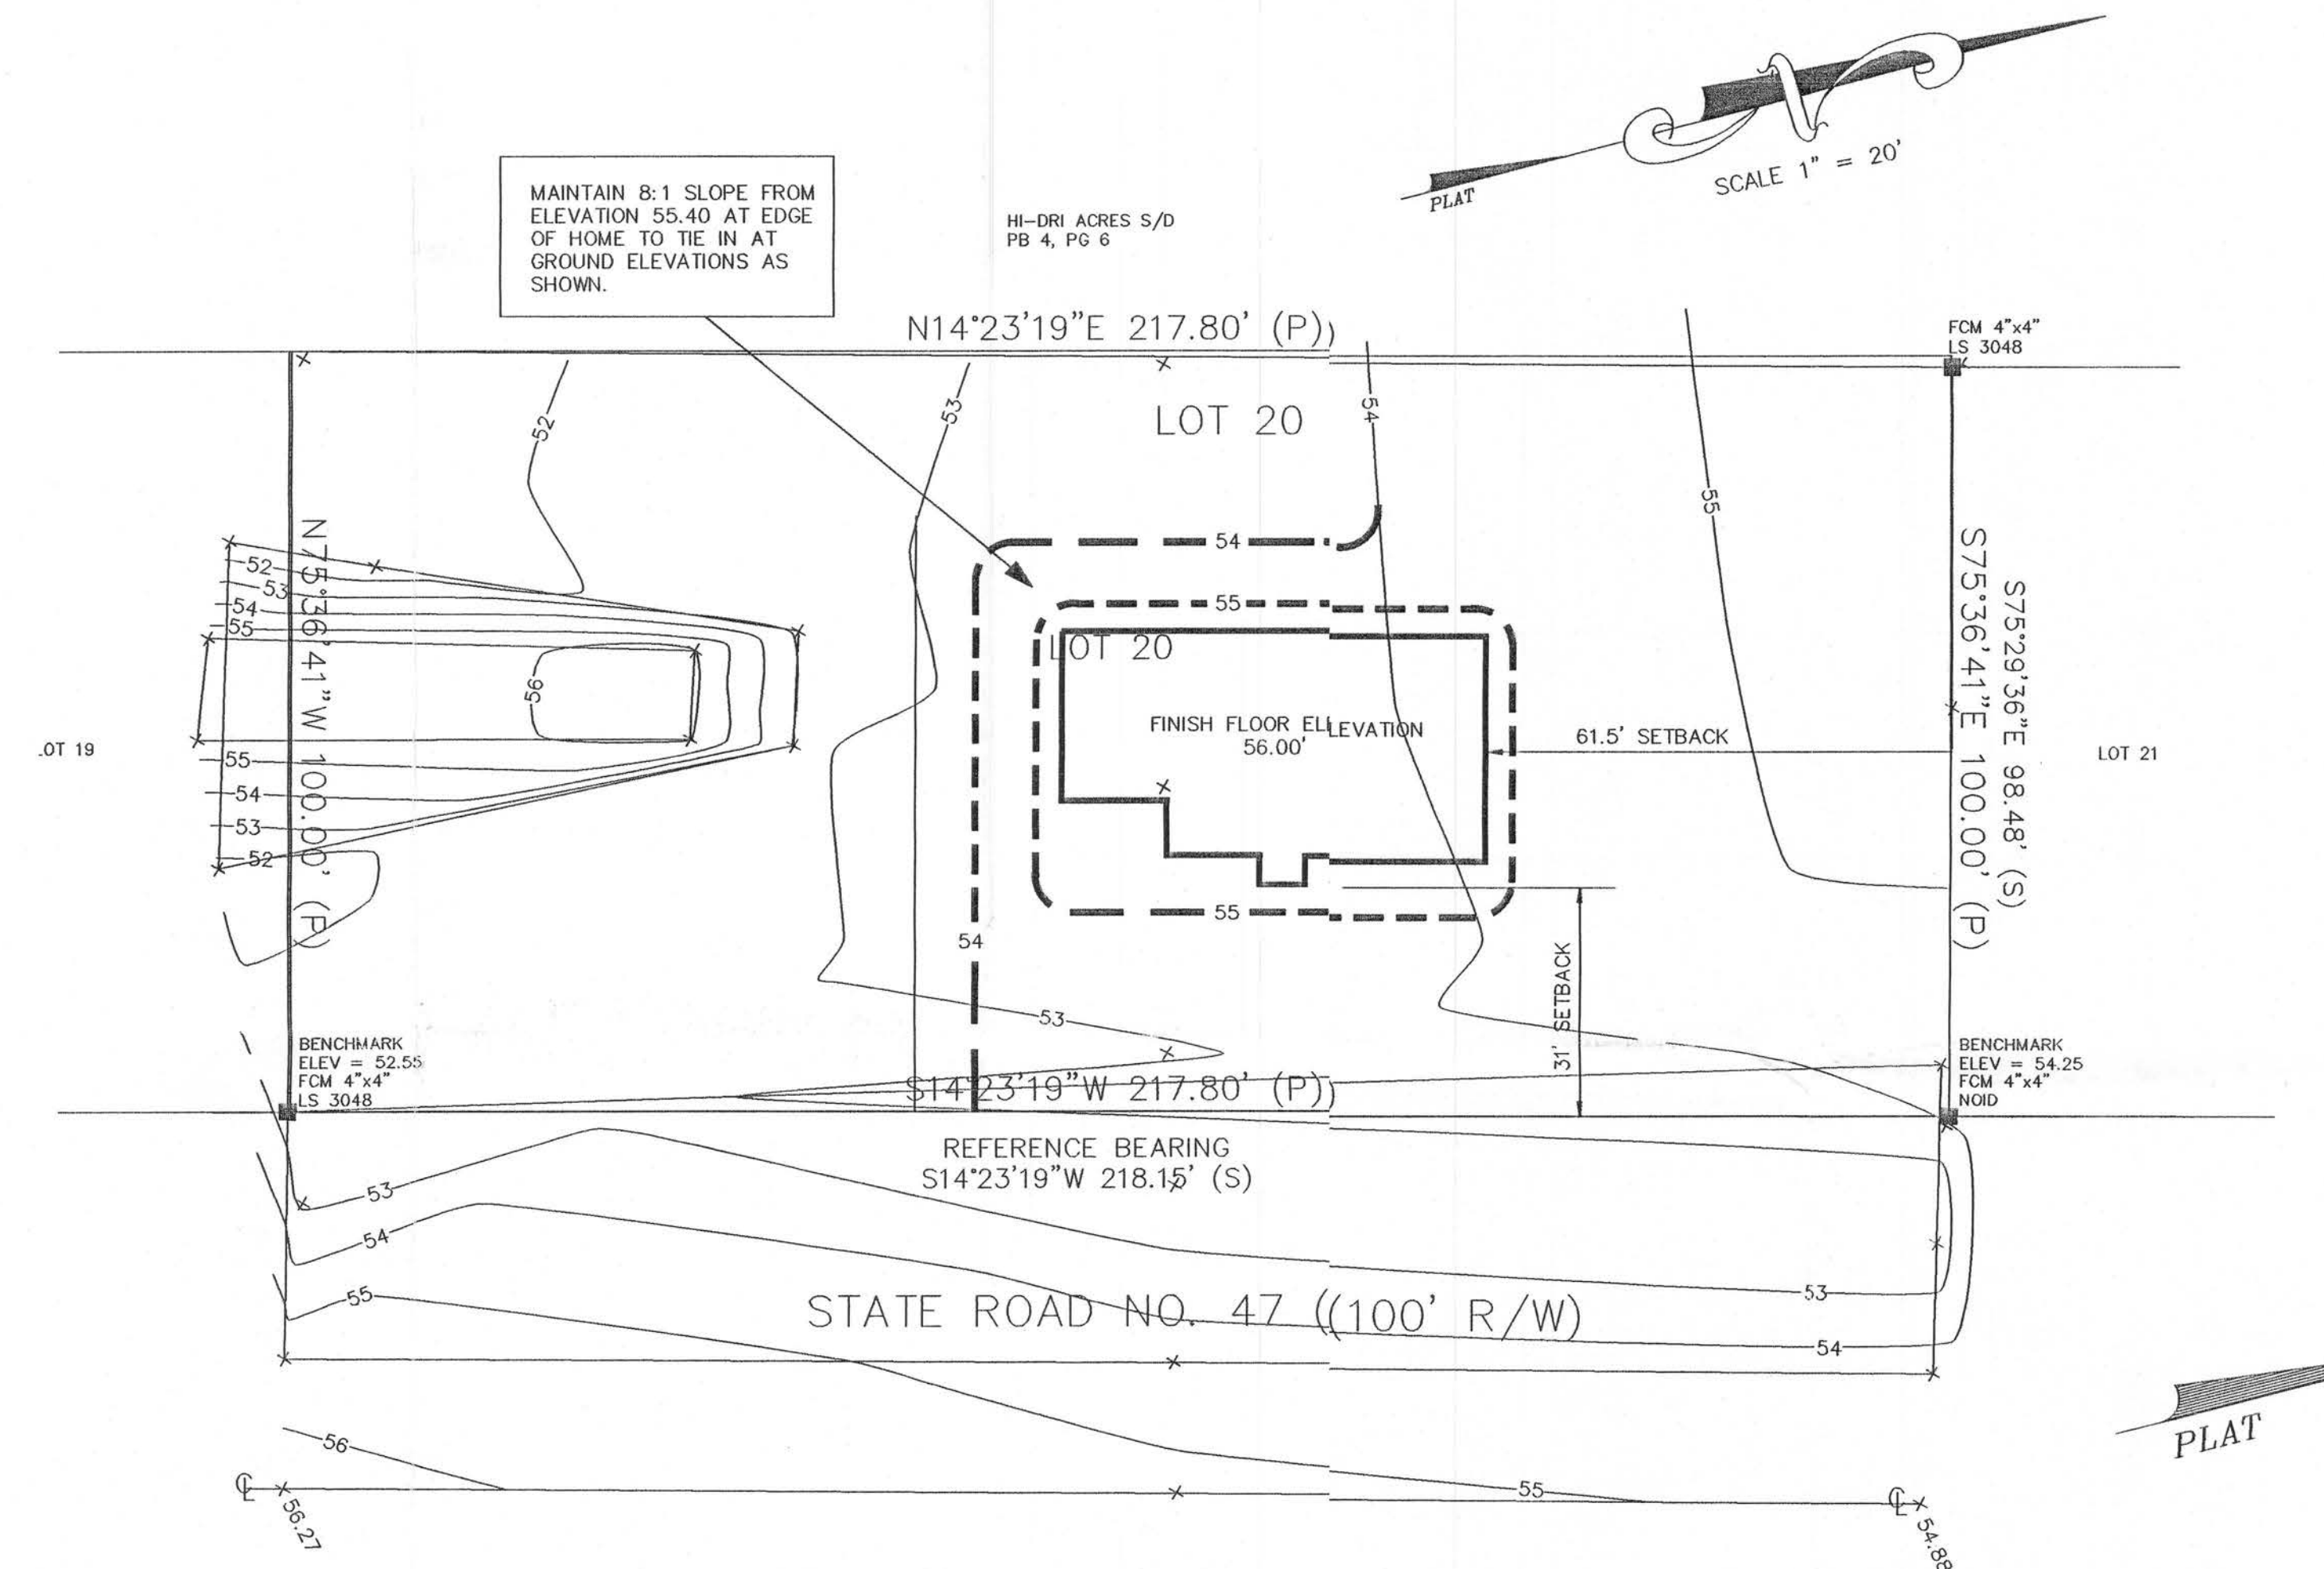 SCALE 1" = 20'
PLAT
MAINTAIN 8:1 SLOPE FROM
ELEVATION 55.40 AT EDGE
OF HOME TO TIE IN AT
GROUND ELEVATIONS AS
SHOWN.
HI-DRI ACRES S/D
PB 4, PG 6
N14°23'19"E 217.80' (P))
FCM 4"x4"
LS 3048
52
53
LOT 20
54
55
54
N75°36'41"W 100.00' (P)
52
53
54
55
56
55
54
53
52
55
LOT 20
FINISH FLOOR ELLEVATION
56.00'
61.5' SETBACK
S75°36'41"E 100.00' (P)
S75°29'36"E 98.48' (S)
.OT 19
LOT 21
55
54
31' SETBACK
53
BENCHMARK
ELEV = 52.55
FCM 4"x4"
LS 3048
BENCHMARK
ELEV = 54.25
FCM 4"x4"
NOID
S14°23'19"W 217.80' (P))
REFERENCE BEARING
S14°23'19"W 218.15' (S)
53
54
55
53
STATE ROAD NO. 47 ((100' R/W)
54
56
55
℄
56.27
℄
54.88
PLAT